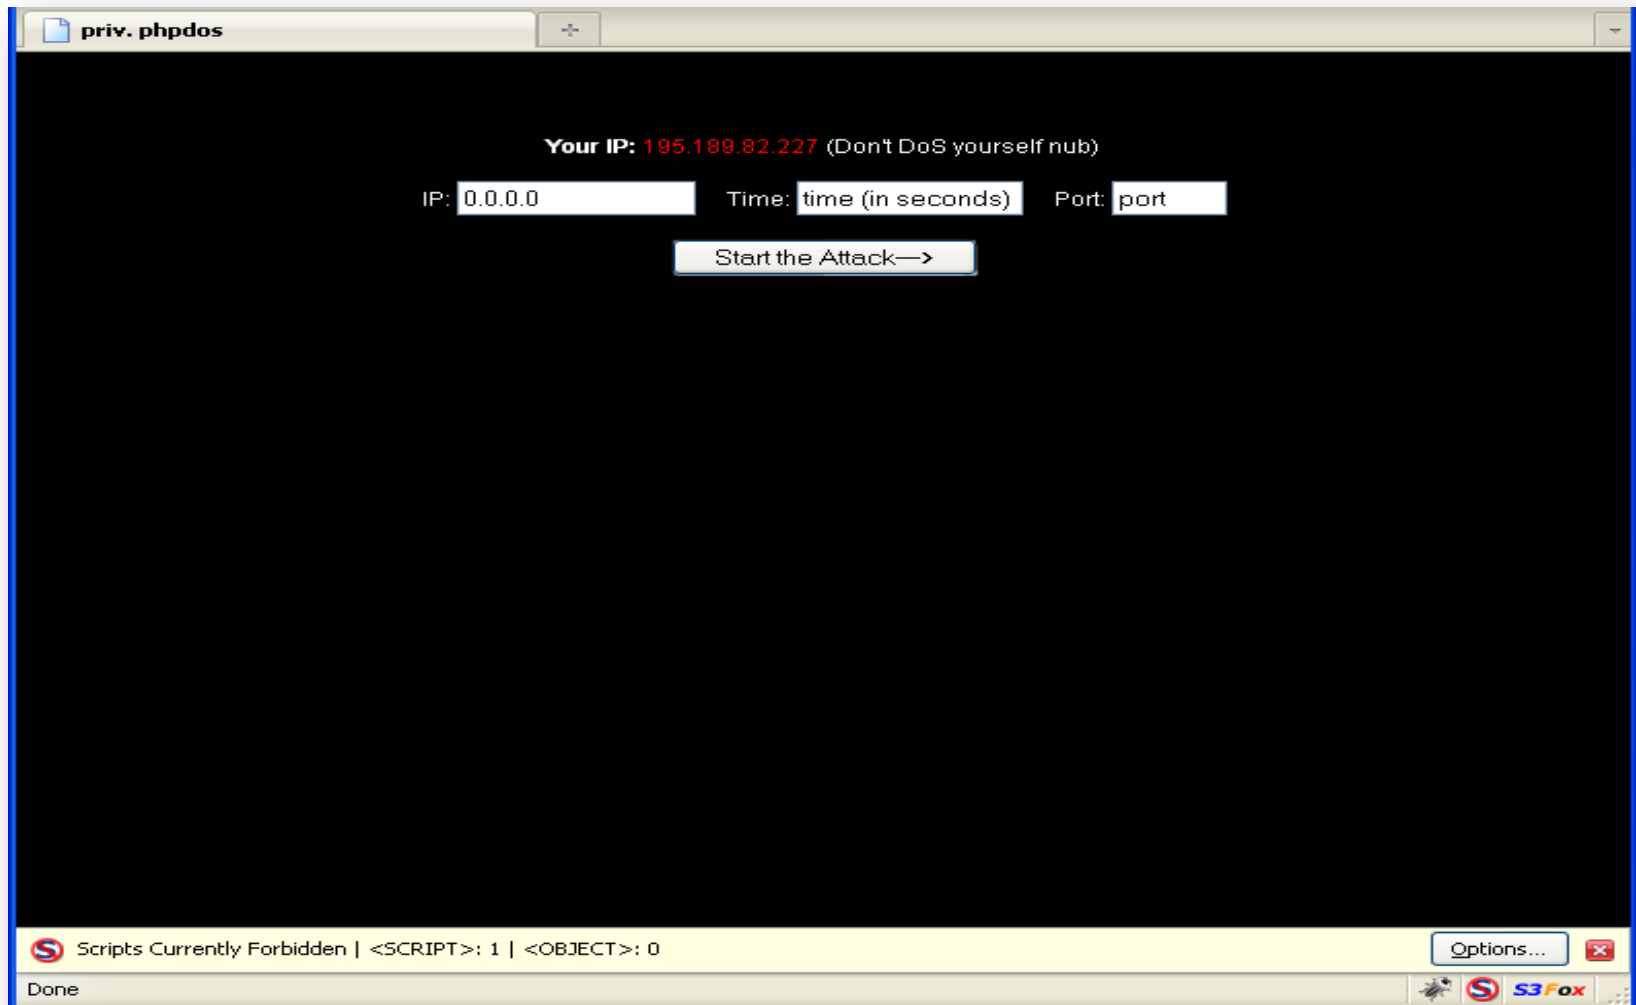 priv. phpdos
Your IP: 195.189.82.227 (Don't DoS yourself nub)
IP: 0.0.0.0 Time: time (in seconds) Port: port
Start the Attack—>
Scripts Currently Forbidden | <SCRIPT>: 1 | <OBJECT>: 0 Options...
Done S3Fox